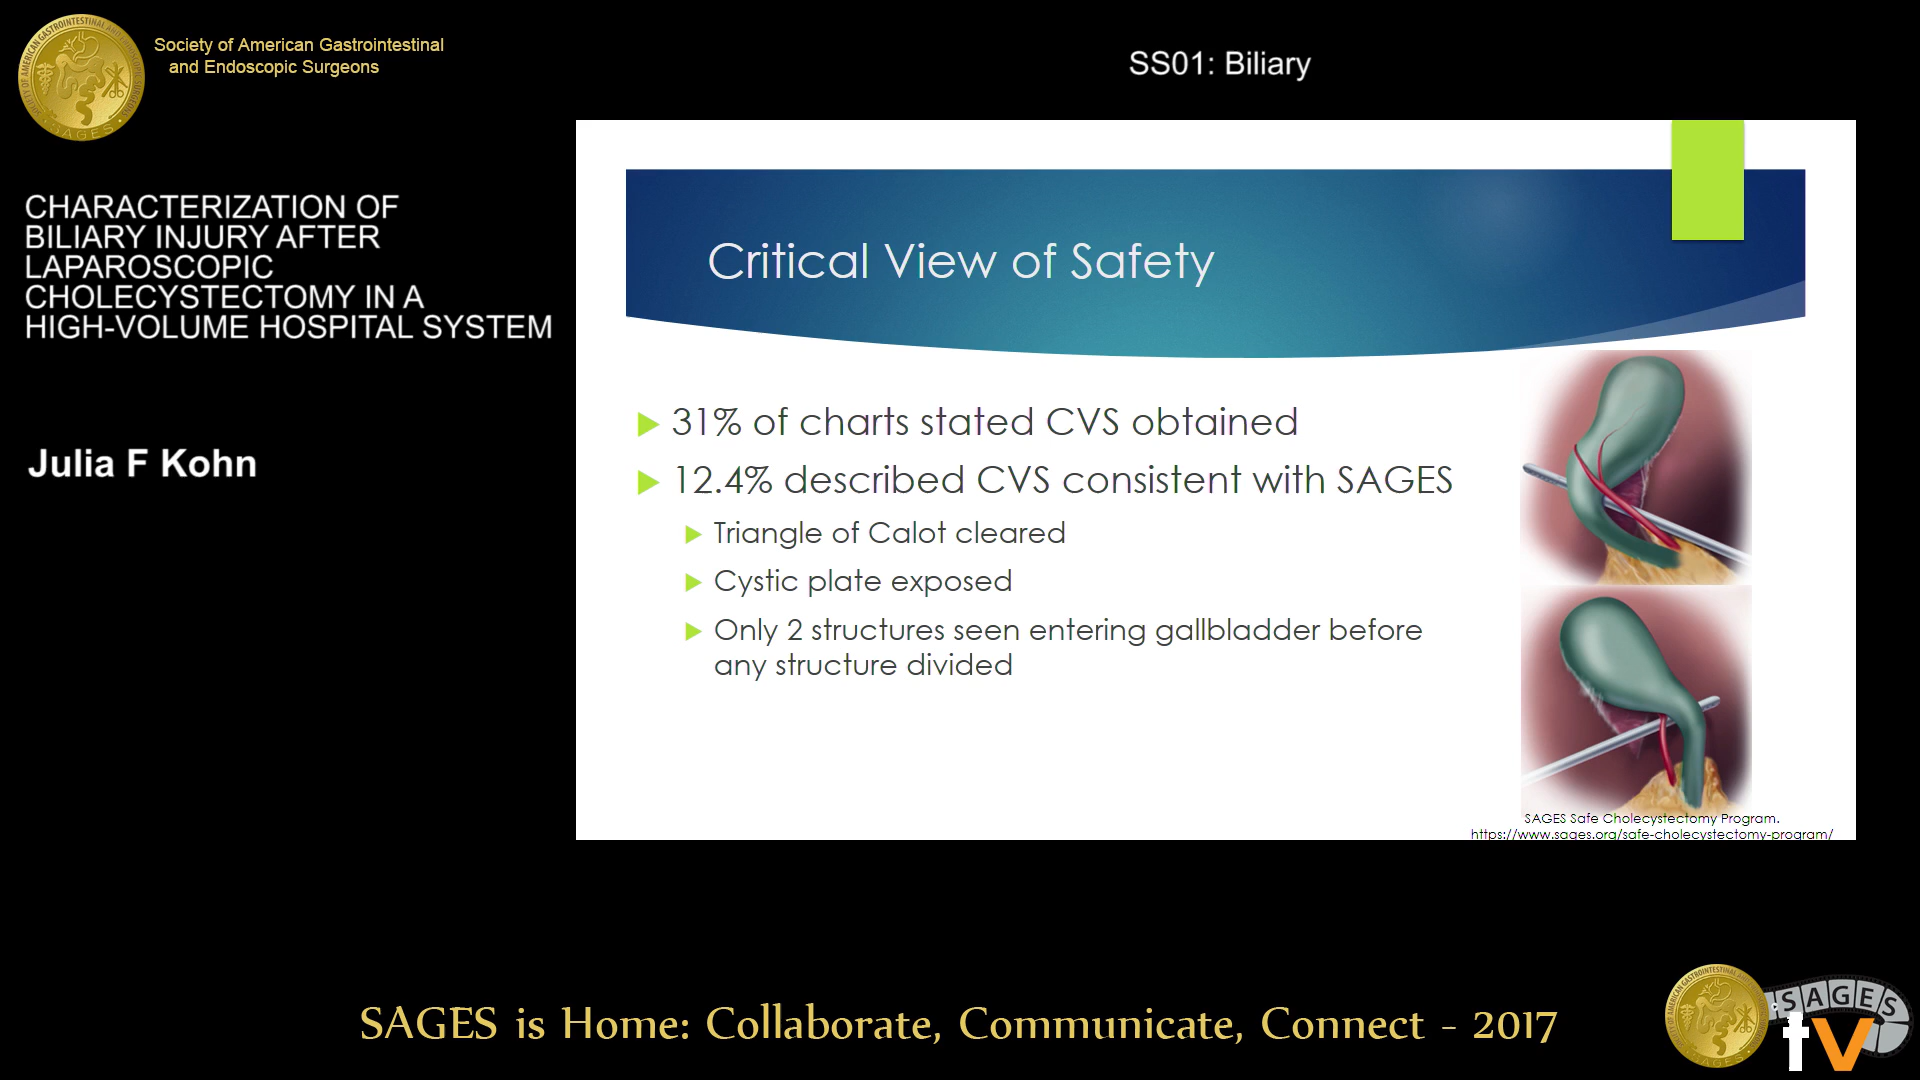 Society of American Gastrointestinal
and Endoscopic Surgeons
SS01: Biliary
CHARACTERIZATION OF
BILIARY INJURY AFTER
LAPAROSCOPIC
CHOLECYSTECTOMY IN A
HIGH-VOLUME HOSPITAL SYSTEM
Julia F Kohn
Critical View of Safety
31% of charts stated CVS obtained
12.4% described CVS consistent with SAGES
Triangle of Calot cleared
Cystic plate exposed
Only 2 structures seen entering gallbladder before
any structure divided
SAGES Safe Cholecystectomy Program.
https://www.sages.org/safe-cholecystectomy-program/
SAGES is Home: Collaborate, Communicate, Connect - 2017
SAGES
tv